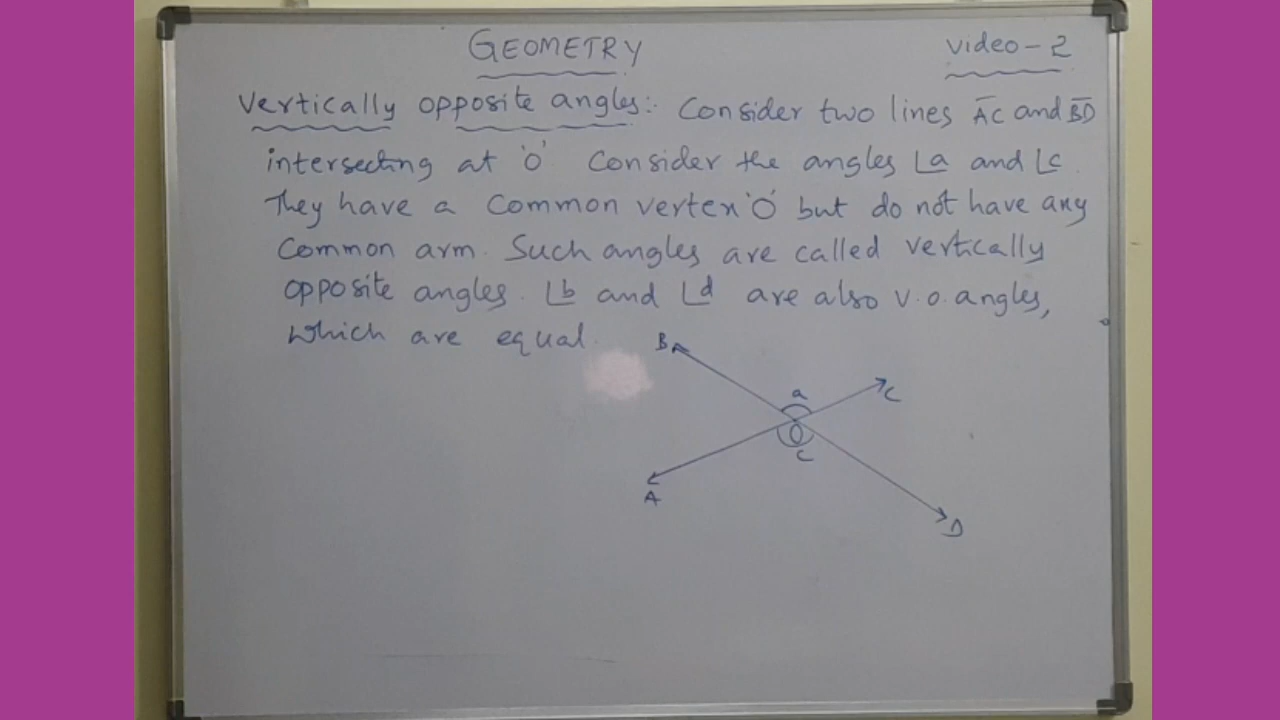 GEOMETRY video-2
Vertically opposite angles:- Consider two lines A̅C̅ and B̅D̅
intersecting at 'O' Consider the angles ∠a and ∠c.
They have a common vertex 'O' but do not have any
common arm. Such angles are called vertically
opposite angles. ∠b and ∠d are also v.o. angles,
which are equal.
B
a
C
O
c
A
D